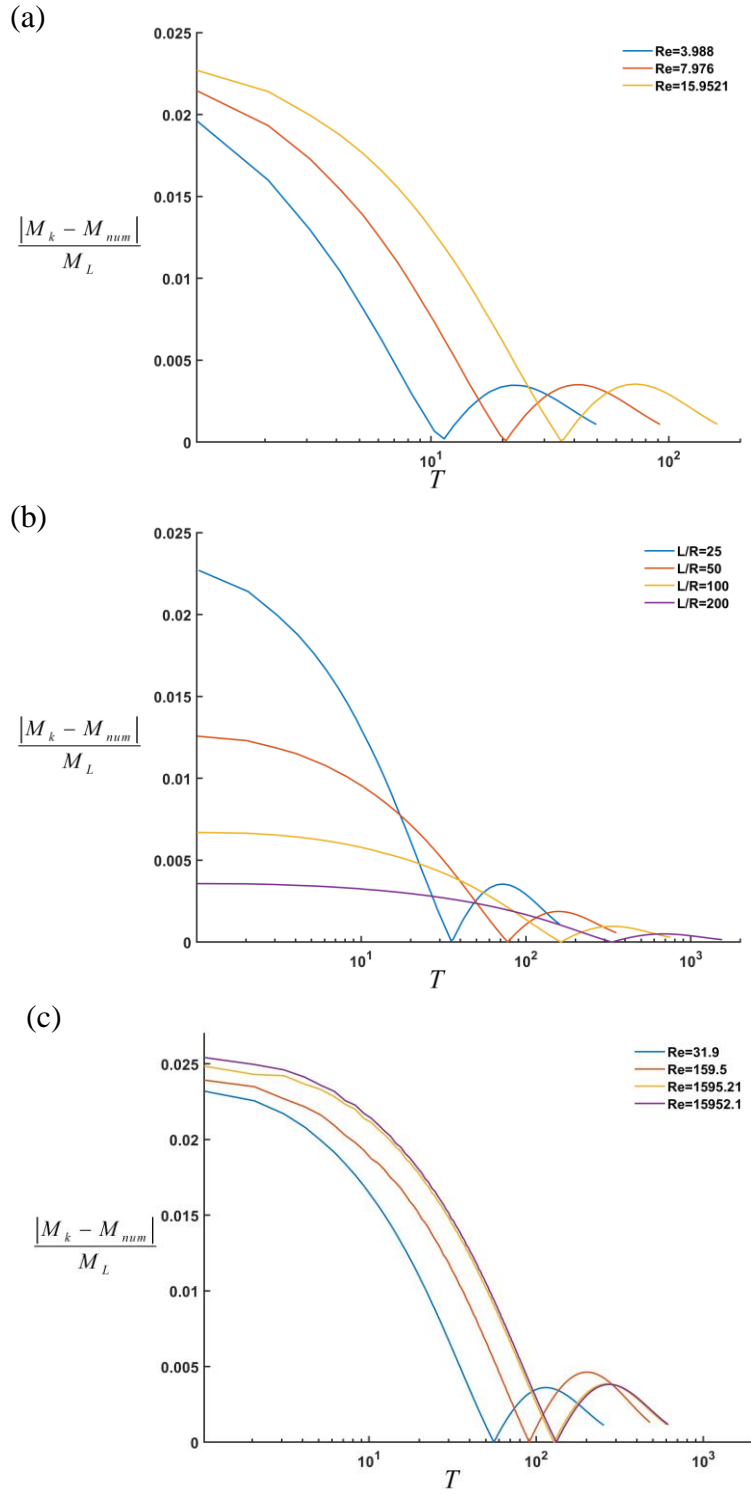 (a)
0.025
0.02
0.015
0.01
0.005
0
|M_k − M_num|
M_L
Re=3.988
Re=7.976
Re=15.9521
10^1
10^2
T
(b)
0.025
0.02
0.015
0.01
0.005
0
|M_k − M_num|
M_L
L/R=25
L/R=50
L/R=100
L/R=200
10^1
10^2
10^3
T
(c)
0.025
0.02
0.015
0.01
0.005
0
|M_k − M_num|
M_L
Re=31.9
Re=159.5
Re=1595.21
Re=15952.1
10^1
10^2
10^3
T